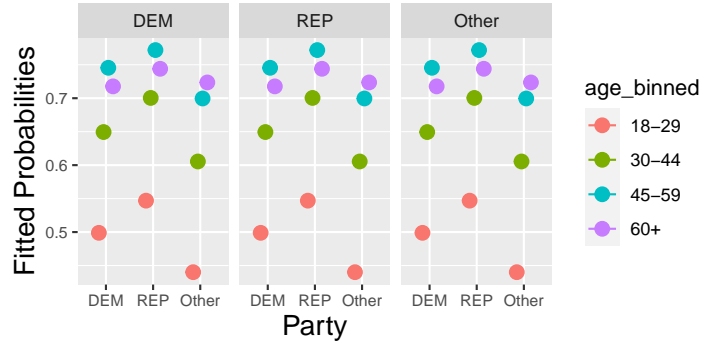 DEM REP Other
Fitted Probabilities
0.7
0.6
0.5
DEM REP Other DEM REP Other DEM REP Other
Party
age_binned
18–29
30–44
45–59
60+